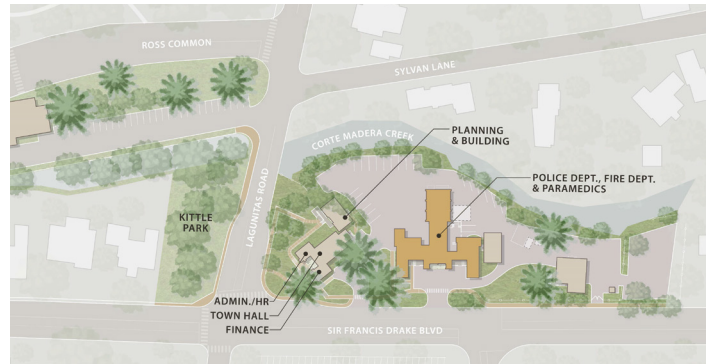 ROSS COMMON
SYLVAN LANE
CORTE MADERA CREEK
PLANNING
& BUILDING
POLICE DEPT., FIRE DEPT.
& PARAMEDICS
LAGUNITAS ROAD
KITTLE
PARK
ADMIN./HR
TOWN HALL
FINANCE
SIR FRANCIS DRAKE BLVD